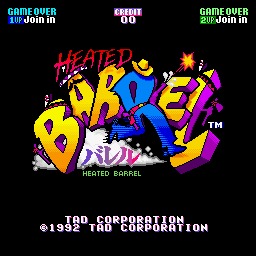 GAME OVER CREDIT GAME OVER
1UP Join in 00 2UP Join in
HEATED
BARREL TM
バレル
HEATED BARREL
TAD CORPORATION
©1992 TAD CORPORATION